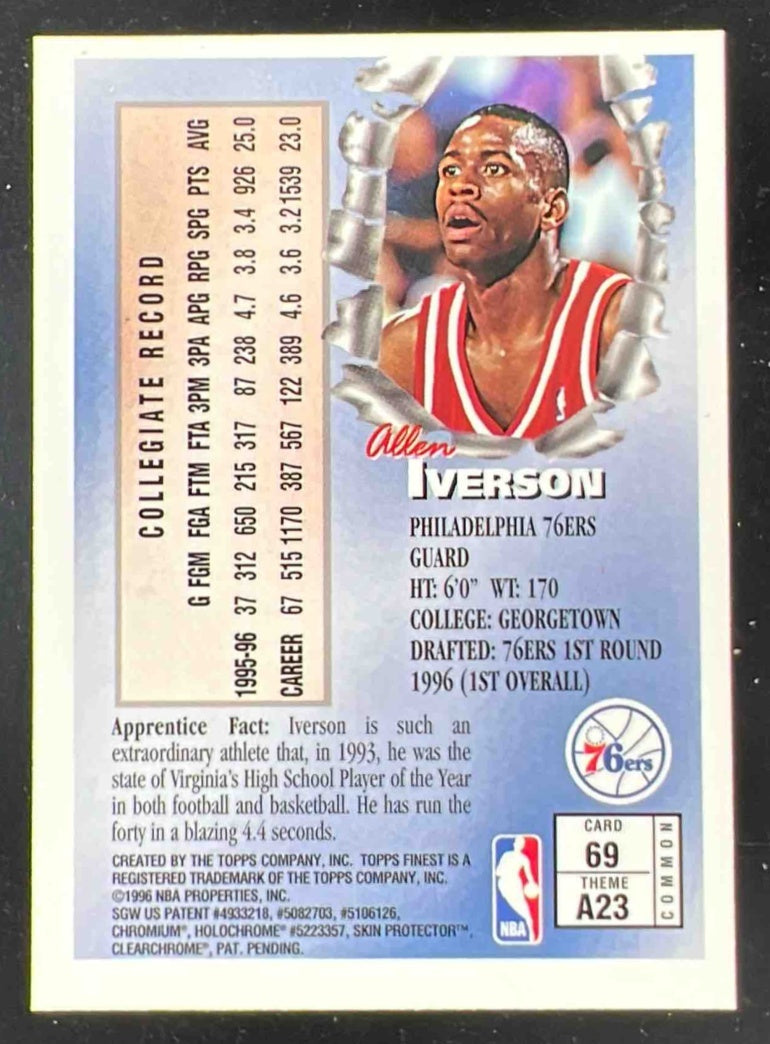 COLLEGIATE RECORD
G FGM FGA FTM FTA 3PM 3PA APG RPG SPG PTS AVG
1995-96 37 312 650 215 317 87 238 4.7 3.8 3.4 926 25.0
CAREER 67 515 1170 387 567 122 389 4.6 3.6 3.2 1539 23.0
Allen
IVERSON
PHILADELPHIA 76ERS
GUARD
HT: 6'0" WT: 170
COLLEGE: GEORGETOWN
DRAFTED: 76ERS 1ST ROUND
1996 (1ST OVERALL)
Apprentice Fact: Iverson is such an
extraordinary athlete that, in 1993, he was the
state of Virginia's High School Player of the Year
in both football and basketball. He has run the
forty in a blazing 4.4 seconds.
CREATED BY THE TOPPS COMPANY, INC. TOPPS FINEST IS A
REGISTERED TRADEMARK OF THE TOPPS COMPANY, INC.
©1996 NBA PROPERTIES, INC.
SGW US PATENT #4933218, #5082703, #5106126,
CHROMIUM®, HOLOCHROME® #5223357, SKIN PROTECTOR™,
CLEARCHROME®, PAT. PENDING.
76ers
NBA
CARD
69
THEME
A23
COMMON